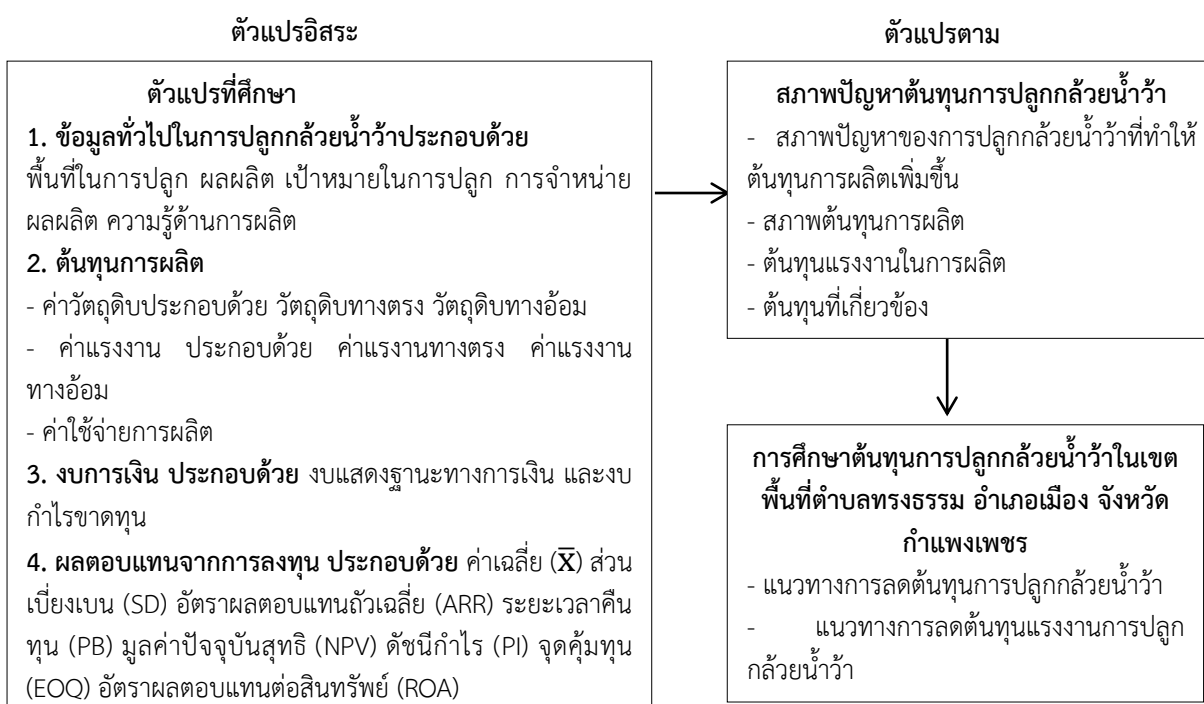 ตัวแปรอิสระ
ตัวแปรที่ศึกษา
1. ข้อมูลทั่วไปในการปลูกกล้วยน้ำว้าประกอบด้วย
พื้นที่ในการปลูก ผลผลิต เป้าหมายในการปลูก การจำหน่าย
ผลผลิต ความรู้ด้านการผลิต
2. ต้นทุนการผลิต
- ค่าวัตถุดิบประกอบด้วย วัตถุดิบทางตรง วัตถุดิบทางอ้อม
- ค่าแรงงาน ประกอบด้วย ค่าแรงานทางตรง ค่าแรงงาน
ทางอ้อม
- ค่าใช้จ่ายการผลิต
3. งบการเงิน ประกอบด้วย งบแสดงฐานะทางการเงิน และงบ
กำไรขาดทุน
4. ผลตอบแทนจากการลงทุน ประกอบด้วย ค่าเฉลี่ย (X̅) ส่วน
เบี่ยงเบน (SD) อัตราผลตอบแทนถัวเฉลี่ย (ARR) ระยะเวลาคืน
ทุน (PB) มูลค่าปัจจุบันสุทธิ (NPV) ดัชนีกำไร (PI) จุดคุ้มทุน
(EOQ) อัตราผลตอบแทนต่อสินทรัพย์ (ROA)
ตัวแปรตาม
สภาพปัญหาต้นทุนการปลูกกล้วยน้ำว้า
- สภาพปัญหาของการปลูกกล้วยน้ำว้าที่ทำให้
ต้นทุนการผลิตเพิ่มขึ้น
- สภาพต้นทุนการผลิต
- ต้นทุนแรงงานในการผลิต
- ต้นทุนที่เกี่ยวข้อง
การศึกษาต้นทุนการปลูกกล้วยน้ำว้าในเขต
พื้นที่ตำบลทรงธรรม อำเภอเมือง จังหวัด
กำแพงเพชร
- แนวทางการลดต้นทุนการปลูกกล้วยน้ำว้า
- แนวทางการลดต้นทุนแรงงานการปลูก
กล้วยน้ำว้า